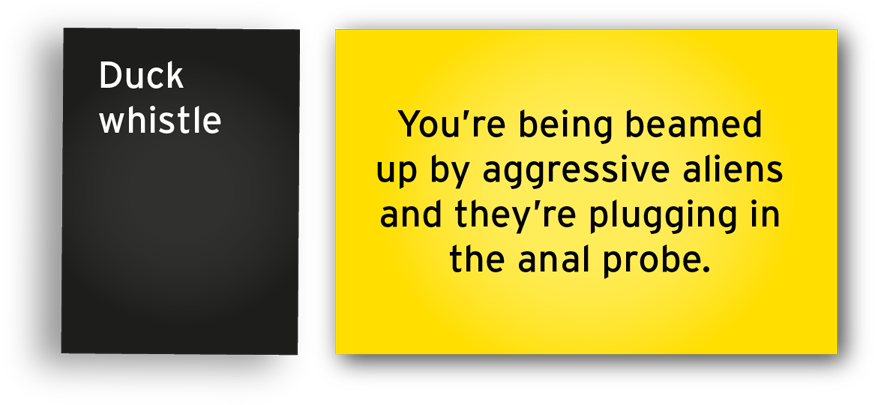 Duck
whistle
You're being beamed
up by aggressive aliens
and they're plugging in
the anal probe.